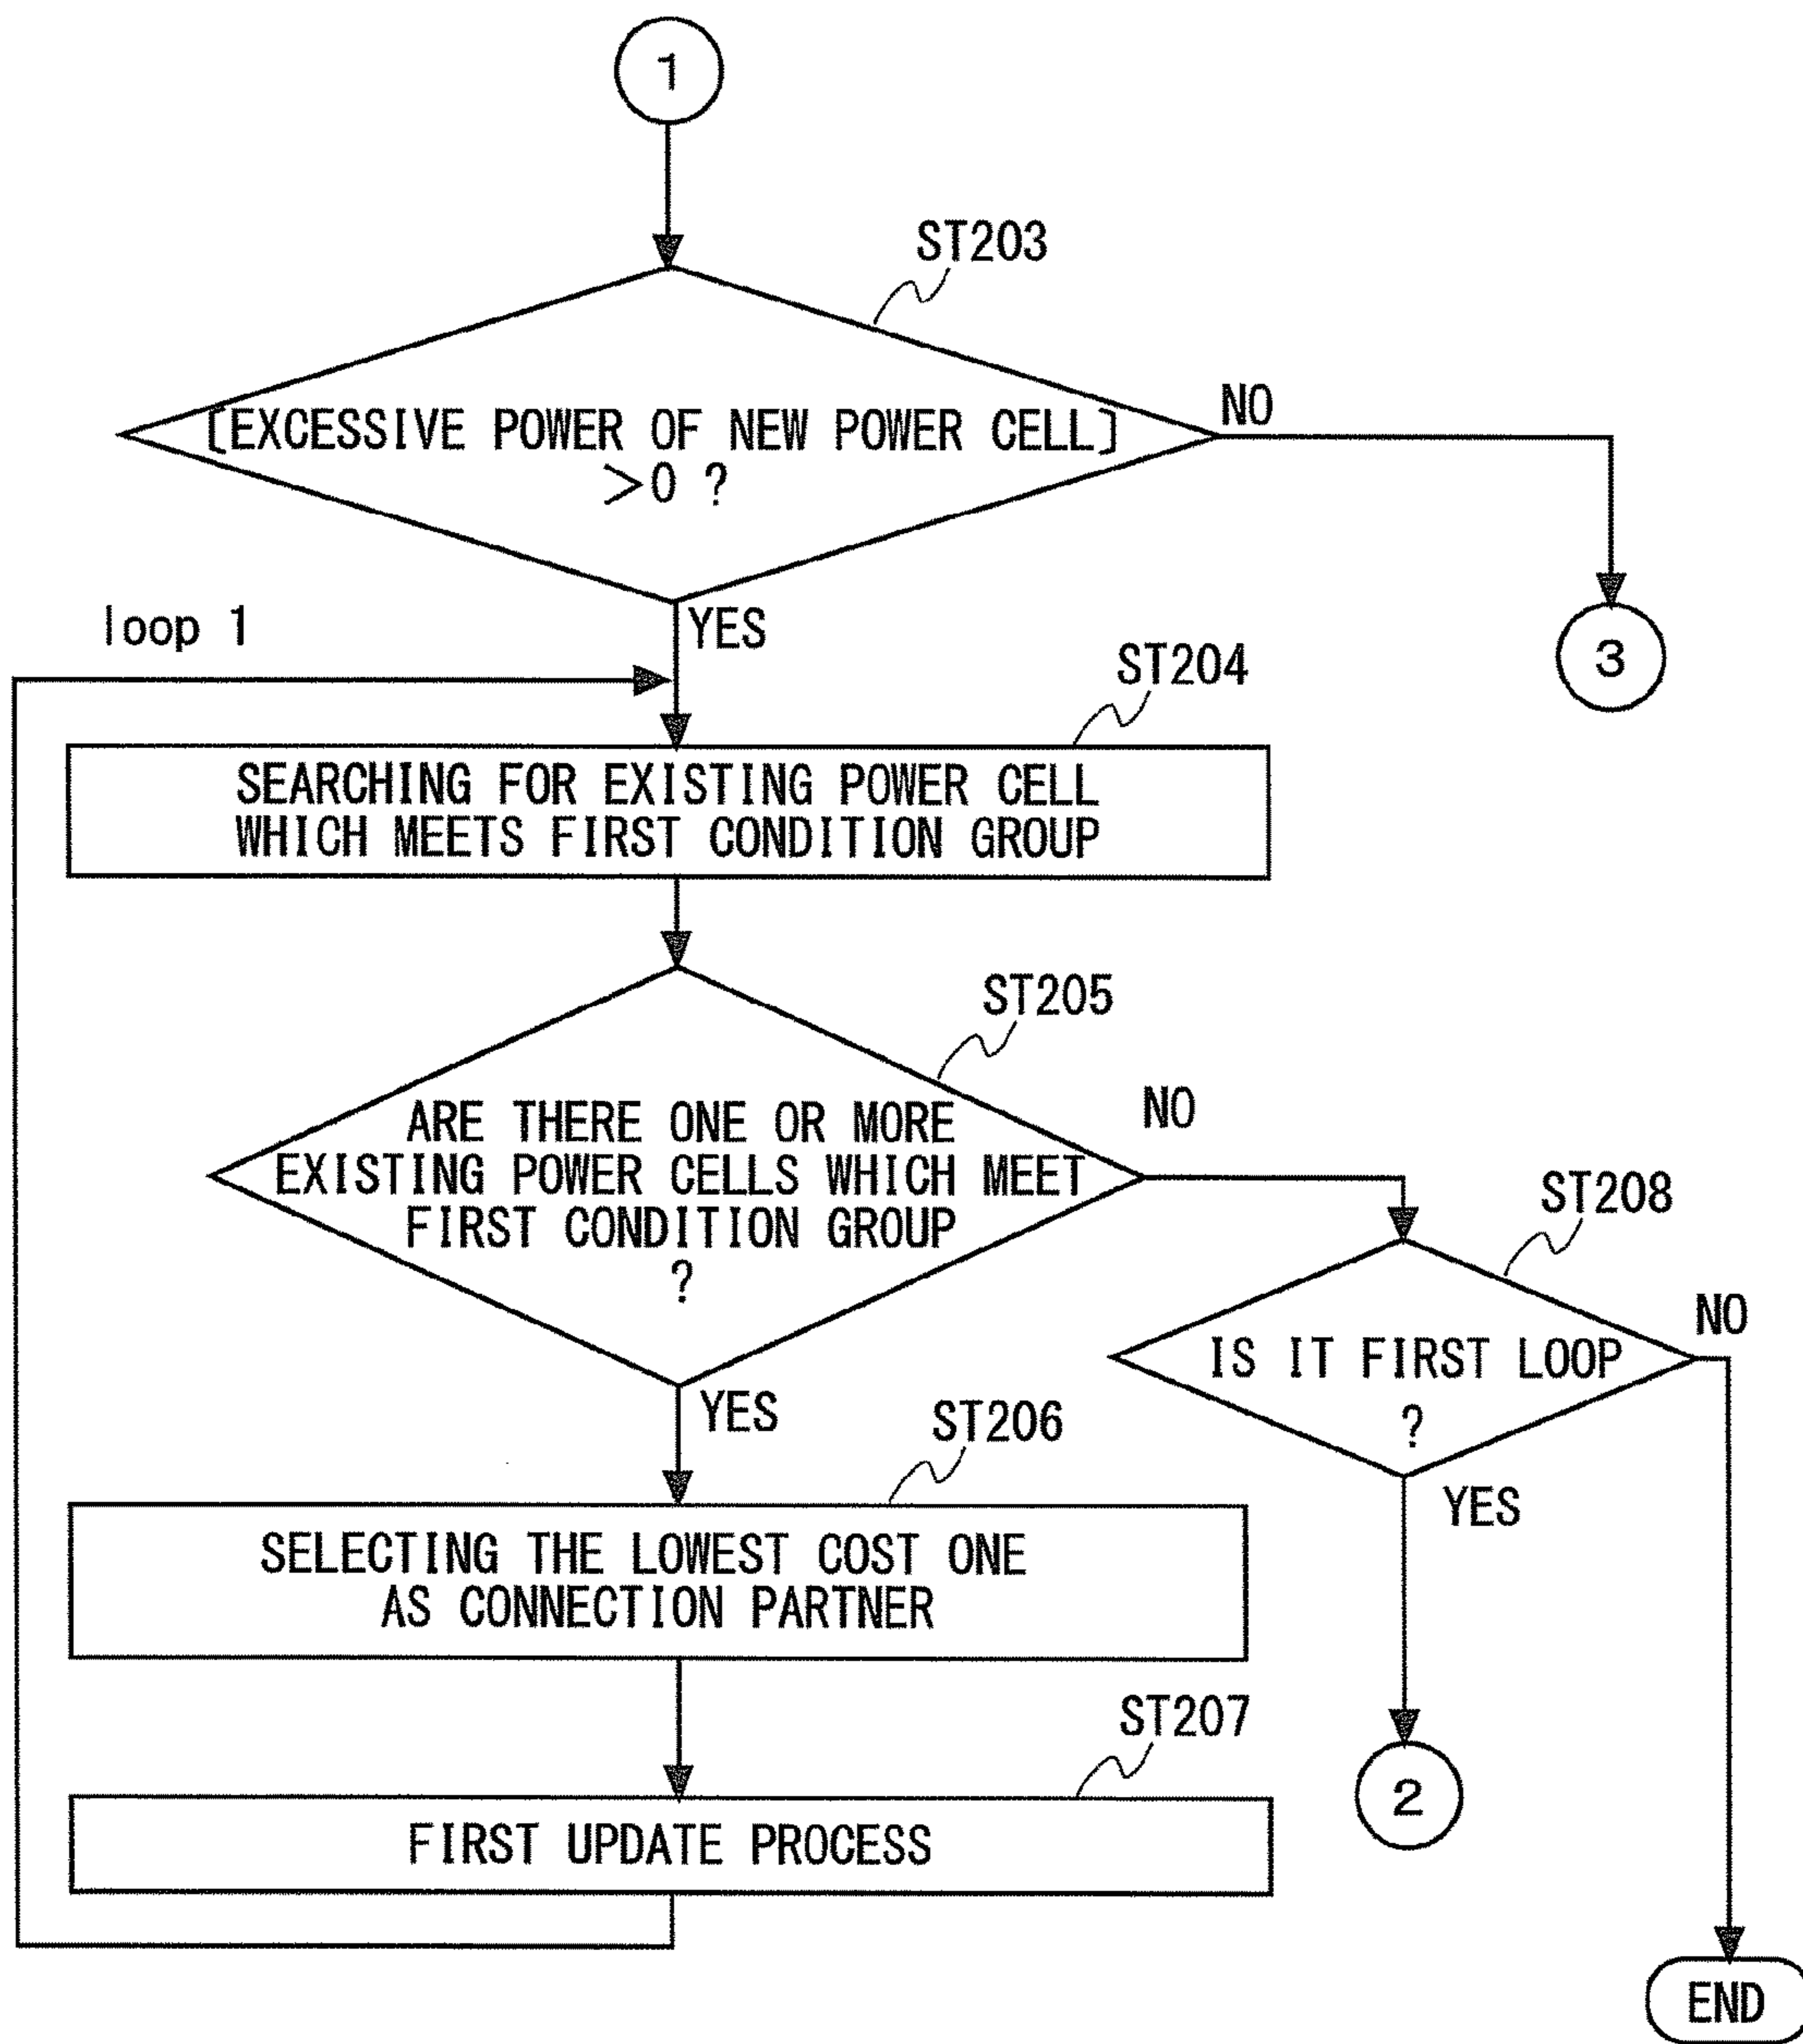 1
ST203
[EXCESSIVE POWER OF NEW POWER CELL]
>0 ?
NO
YES
loop 1
3
ST204
SEARCHING FOR EXISTING POWER CELL
WHICH MEETS FIRST CONDITION GROUP
ST205
ARE THERE ONE OR MORE
EXISTING POWER CELLS WHICH MEET
FIRST CONDITION GROUP
?
NO
ST208
IS IT FIRST LOOP
?
NO
YES
YES
ST206
SELECTING THE LOWEST COST ONE
AS CONNECTION PARTNER
ST207
FIRST UPDATE PROCESS
2
END